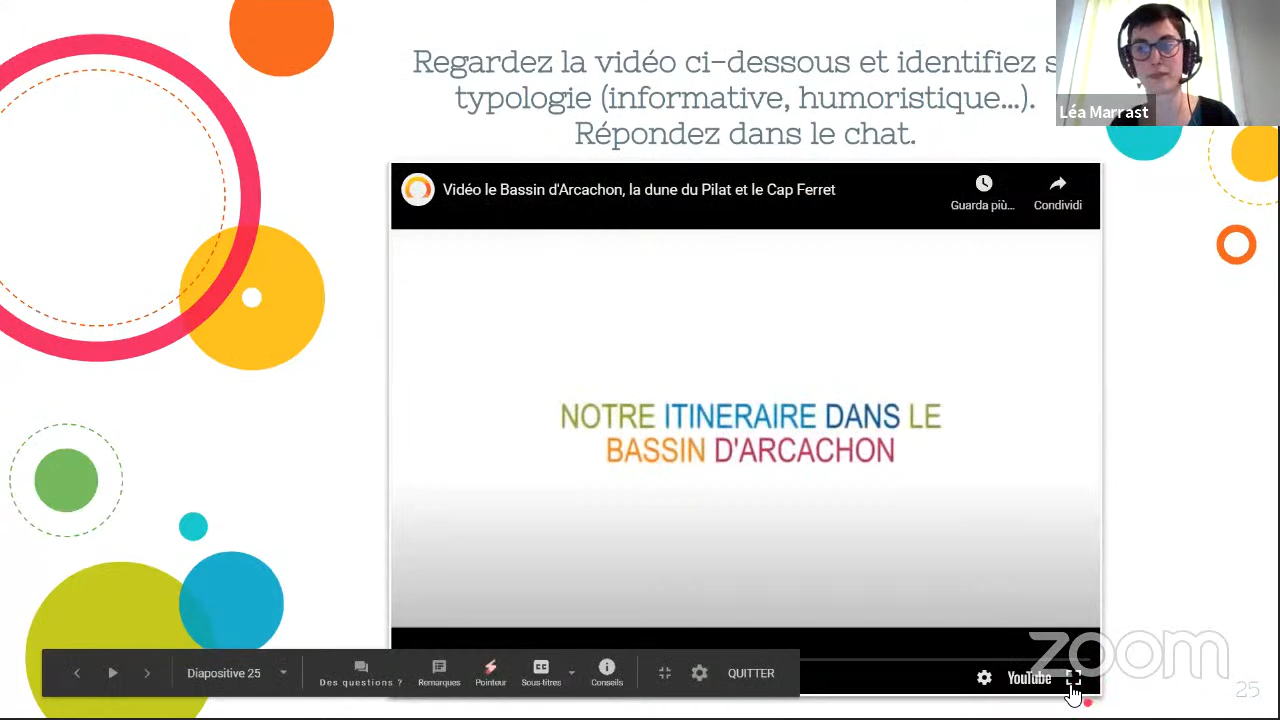 Regardez la vidéo ci-dessous et identifiez s
typologie (informative, humoristique...).
Répondez dans le chat.
Léa Marrast
Vidéo le Bassin d'Arcachon, la dune du Pilat et le Cap Ferret
Guarda più...
Condividi
NOTRE ITINERAIRE DANS LE
BASSIN D'ARCACHON
Diapositive 25
Des questions ?
Remarques
Pointeur
CC
Sous-titres
Conseils
QUITTER
YouTube
zoom
25